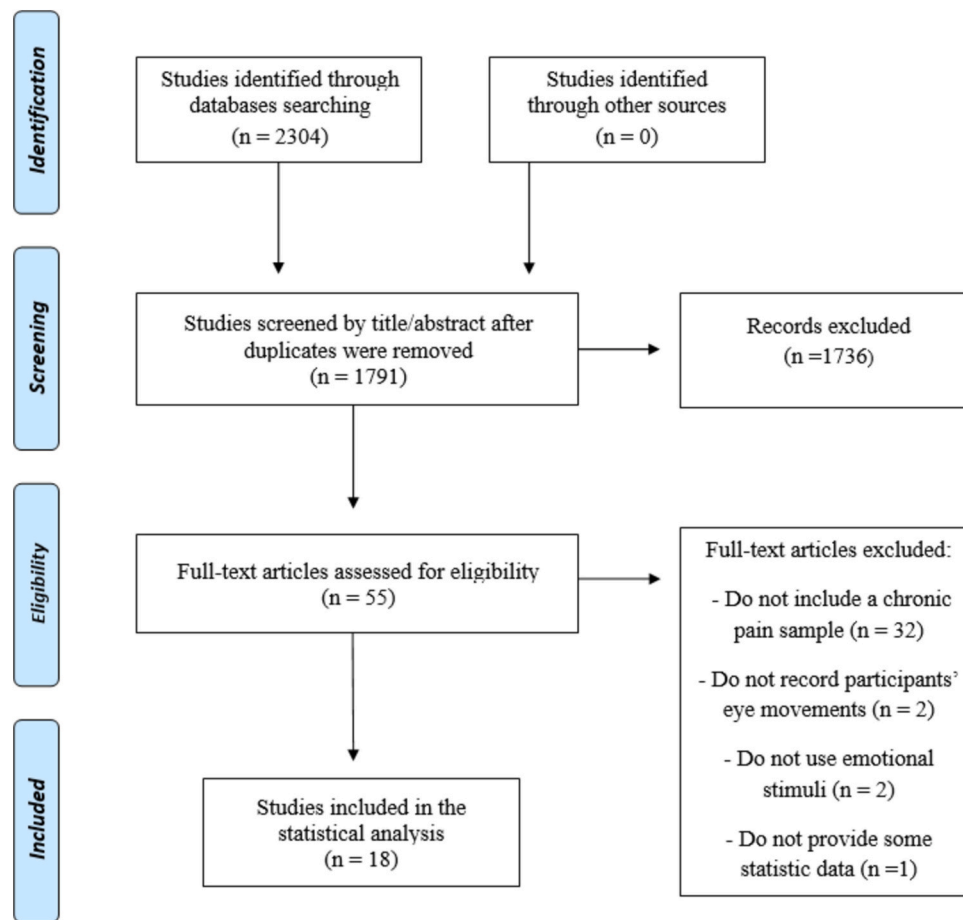 Identification
Studies identified through
databases searching
(n = 2304)
Studies identified
through other sources
(n = 0)
Screening
Studies screened by title/abstract after
duplicates were removed
(n = 1791)
Records excluded
(n =1736)
Eligibility
Full-text articles assessed for eligibility
(n = 55)
Full-text articles excluded:
- Do not include a chronic
pain sample (n = 32)
- Do not record participants’
eye movements (n = 2)
- Do not use emotional
stimuli (n = 2)
- Do not provide some
statistic data (n =1)
Included
Studies included in the
statistical analysis
(n = 18)